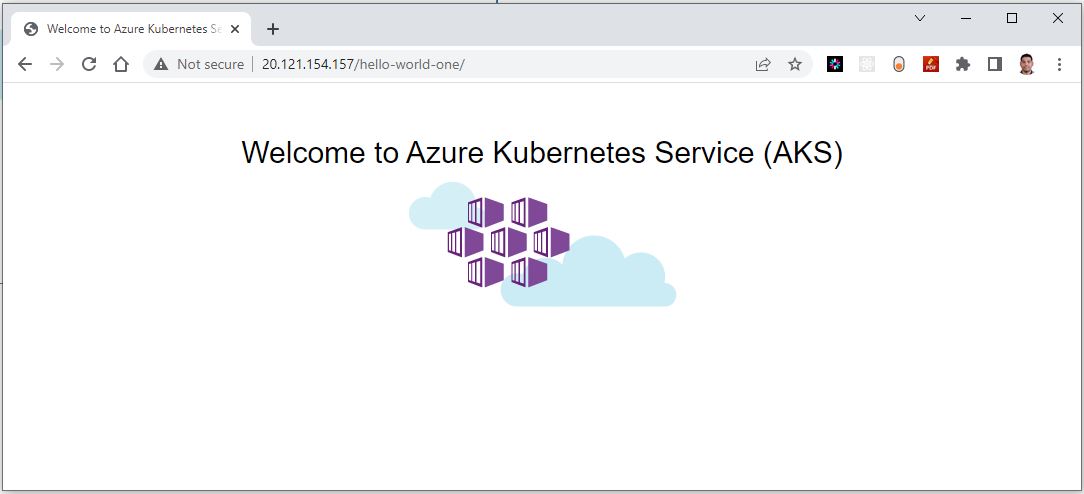 Welcome to Azure Kubernetes Se
Not secure
20.121.154.157/hello-world-one/
PDF
Welcome to Azure Kubernetes Service (AKS)